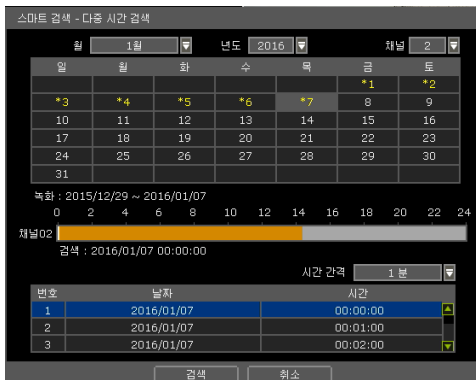 스마트 검색 - 다중 시간 검색
월 1월 년도 2016 채널 2
일 월 화 수 목 금 토
*1 *2
*3 *4 *5 *6 *7 8 9
10 11 12 13 14 15 16
17 18 19 20 21 22 23
24 25 26 27 28 29 30
31
녹화 : 2015/12/29 ~ 2016/01/07
0 2 4 6 8 10 12 14 16 18 20 22 24
채널02
검색 : 2016/01/07 00:00:00
시간 간격 1 분
번호 날짜 시간
1 2016/01/07 00:00:00
2 2016/01/07 00:01:00
3 2016/01/07 00:02:00
검색 취소